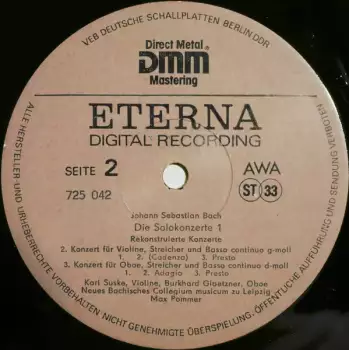 VEB DEUTSCHE SCHALLPLATTEN BERLIN DDR
Direct Metal
DMM®
Mastering
ETERNA
DIGITAL RECORDING
SEITE 2
725 042
AWA
ST 33
Johann Sebastian Bach
Die Solokonzerte 1
Rekonstruierte Konzerte
2. Konzert für Violine, Streicher und Basso continuo g-moll
1. 2. (Cadenza) 3. Presto
3. Konzert für Oboe, Streicher und Basso continuo d-moll
1. 2. Adagio 3. Presto
Karl Suske, Violine, Burkhard Glaetzner, Oboe
Neues Bachisches Collegium musicum zu Leipzig
Max Pommer
ALLE HERSTELLER- UND URHEBERRECHTE VORBEHALTEN NICHT GENEHMIGTE ÜBERSPIELUNG, ÖFFENTLICHE AUFFÜHRUNG UND SENDUNG VERBOTEN